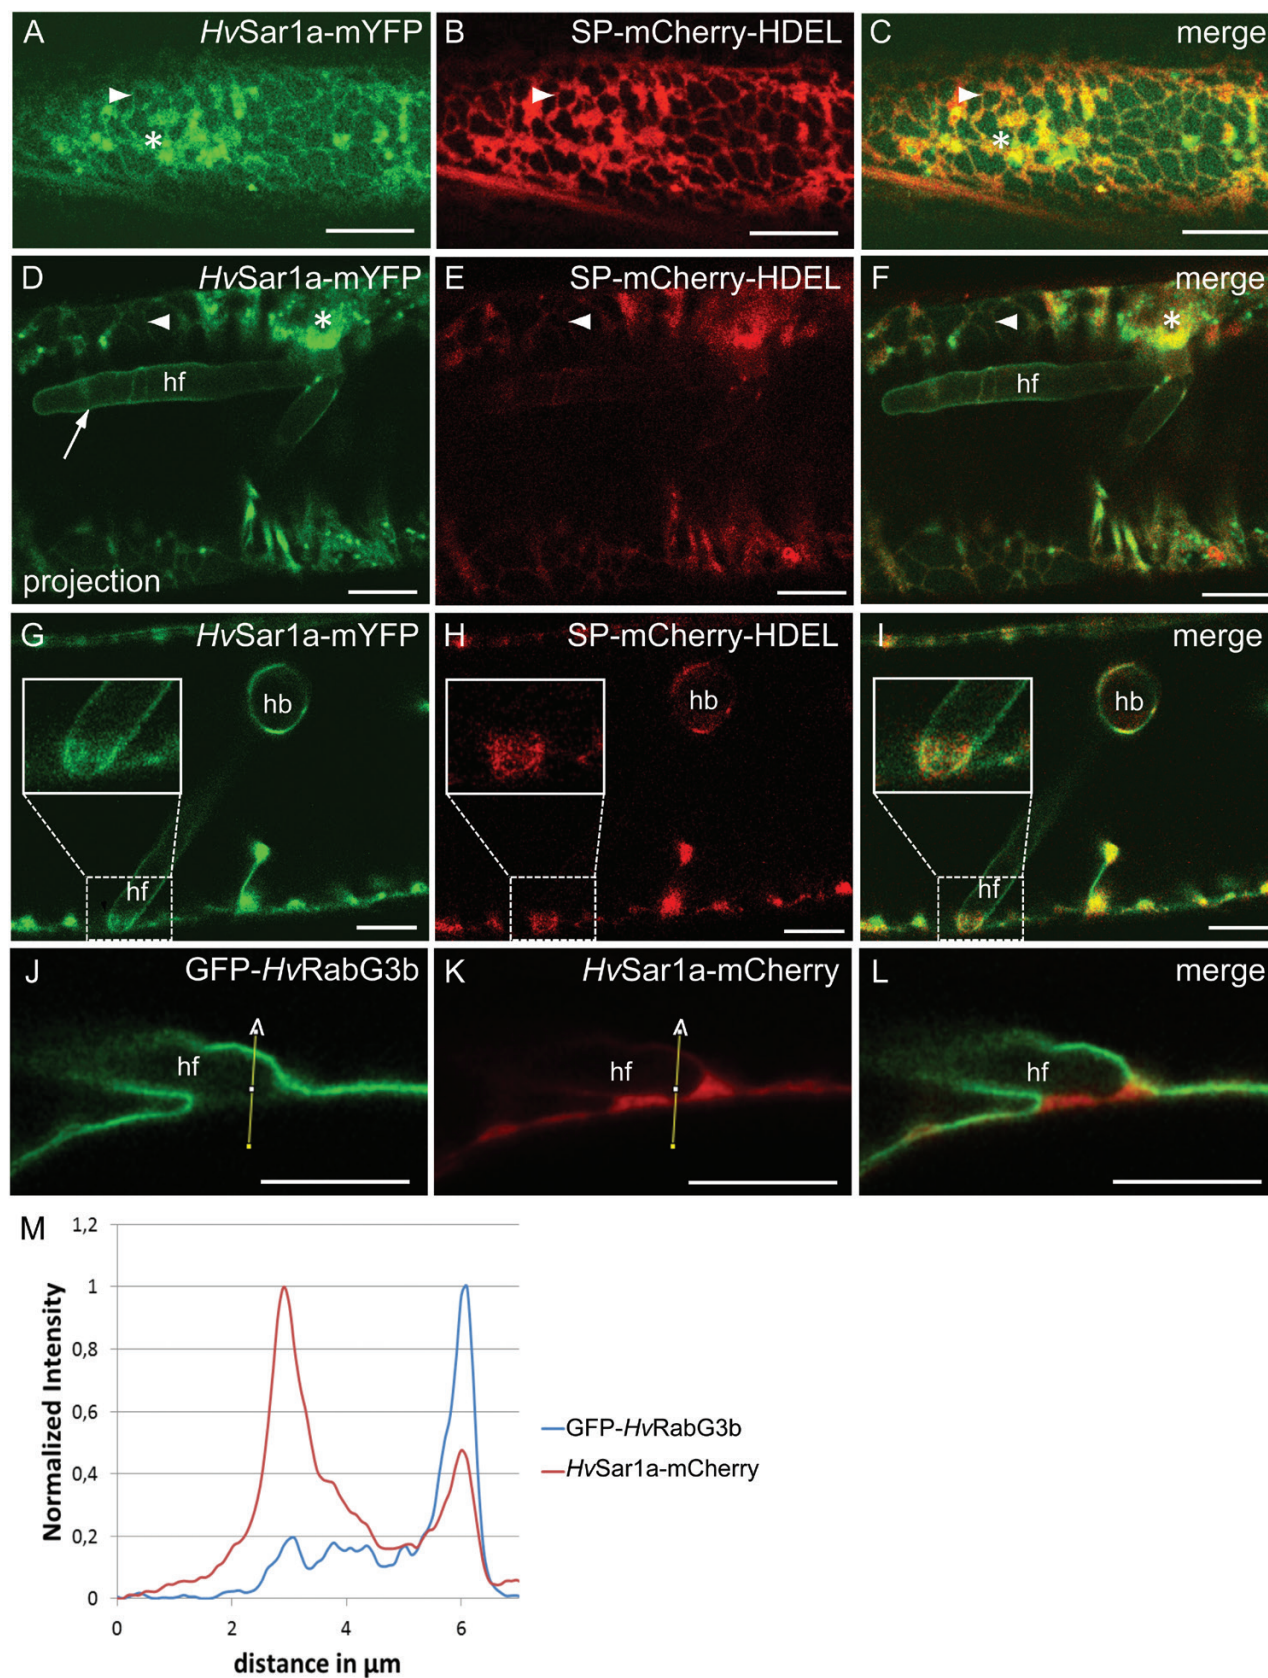 A HvSar1a-mYFP
B SP-mCherry-HDEL
C merge
*
*
D HvSar1a-mYFP
E SP-mCherry-HDEL
F merge
*
*
hf
hf
projection
G HvSar1a-mYFP
H SP-mCherry-HDEL
I merge
hb
hb
hb
hf
hf
J GFP-HvRabG3b
K HvSar1a-mCherry
L merge
hf
hf
hf
M
1,2
1
0,8
0,6
0,4
0,2
0
Normalized Intensity
0 2 4 6
distance in µm
GFP-HvRabG3b
HvSar1a-mCherry